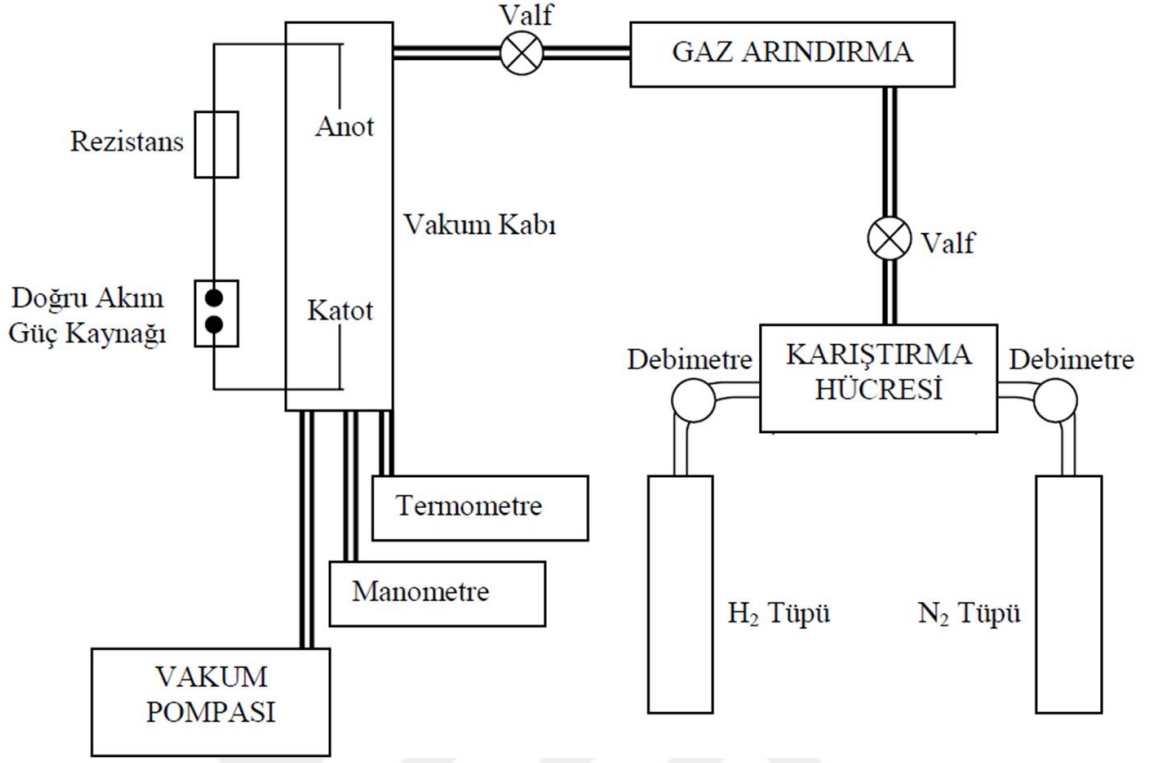 Valf
GAZ ARINDIRMA
Anot
Rezistans
Vakum Kabı
Valf
Doğru Akım
Güç Kaynağı
Katot
Debimetre
KARIŞTIRMA
HÜCRESİ
Debimetre
Termometre
Manometre
H₂ Tüpü
N₂ Tüpü
VAKUM
POMPASI